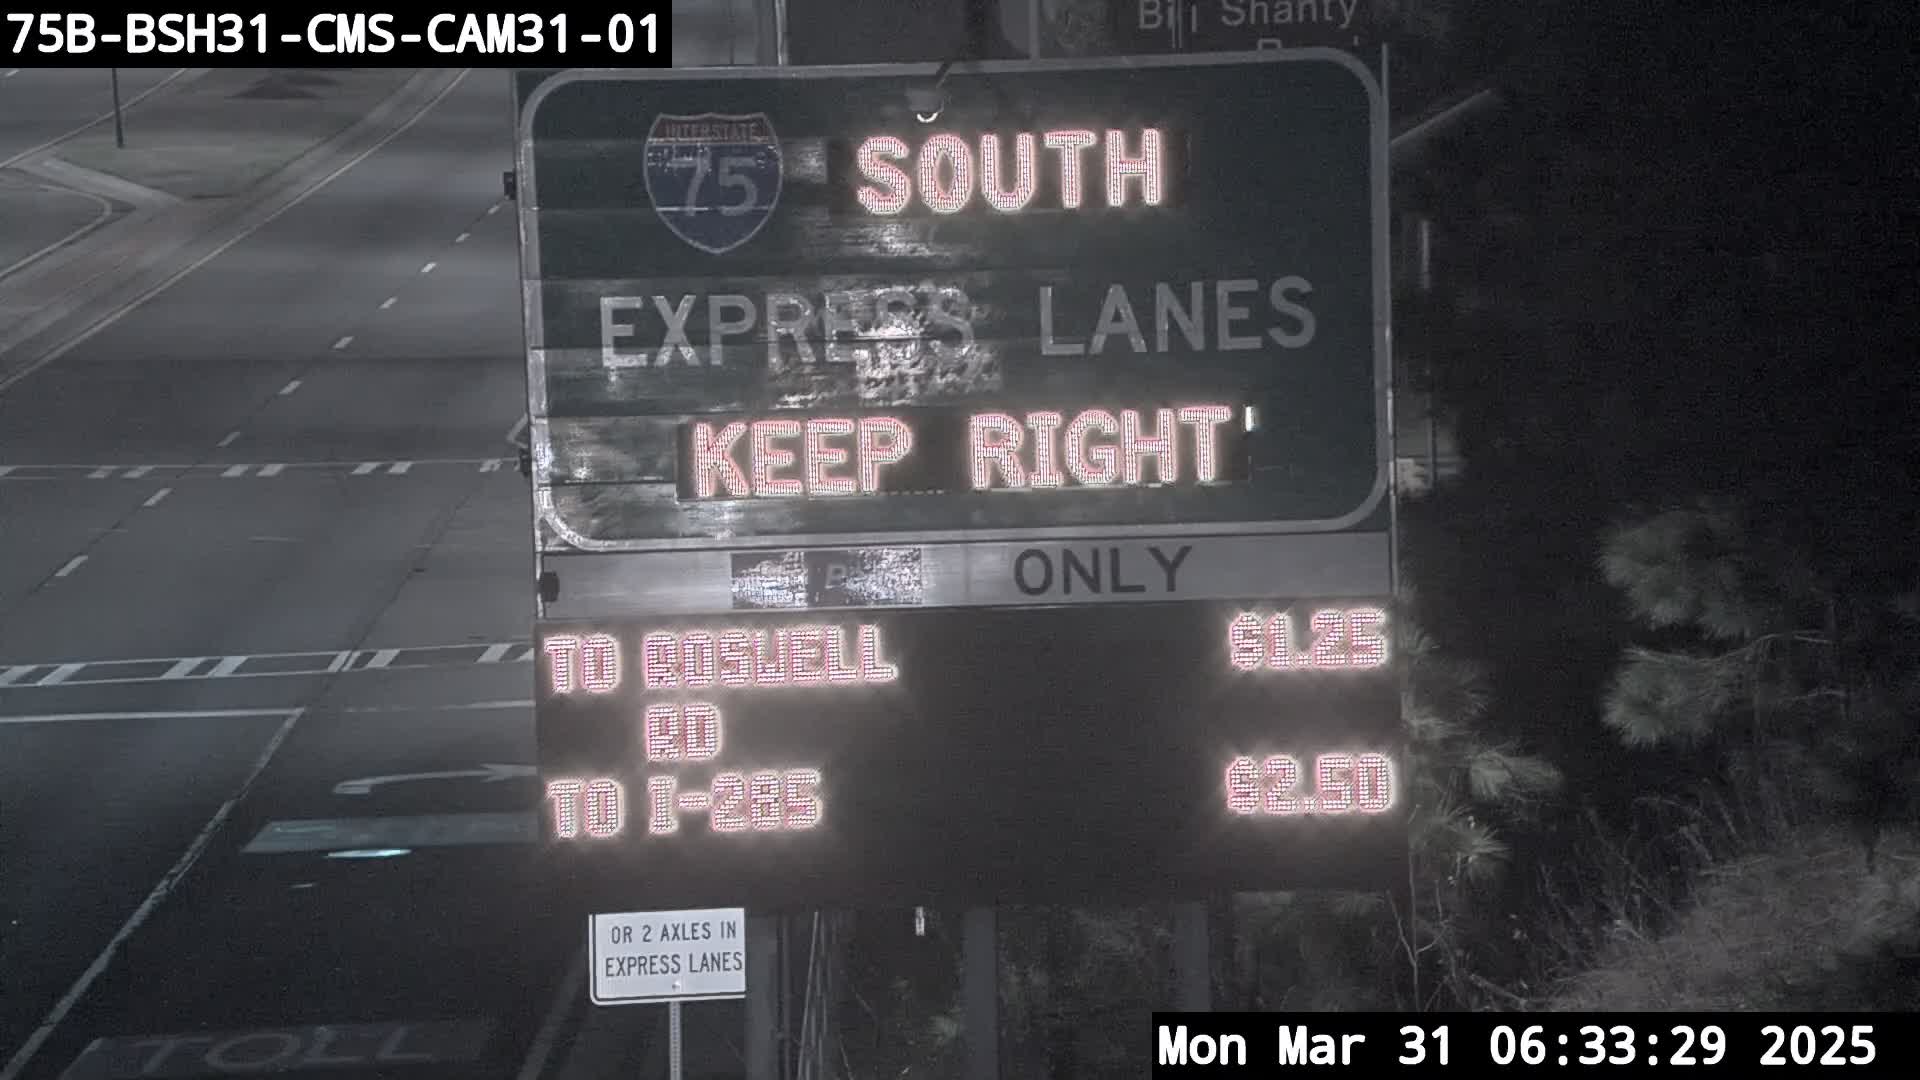 75B-BSH31-CMS-CAM31-01
Shanty
INTERSTATE
75
SOUTH
EXPRESS LANES
KEEP RIGHT
ONLY
TO ROSWELL $1.25
RD
TO I-285 $2.50
OR 2 AXLES IN
EXPRESS LANES
TOLL
Mon Mar 31 06:33:29 2025